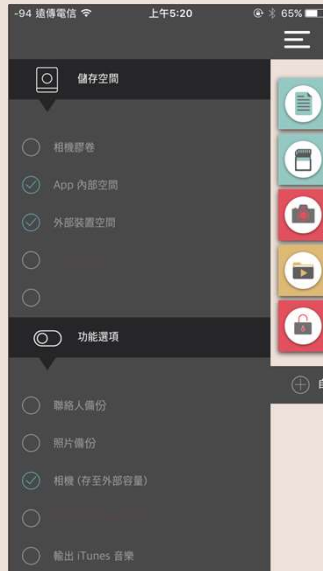 -94 遠傳電信 上午5:20 65%
儲存空間
相機膠卷
App 內部空間
外部裝置空間
功能選項
聯絡人備份
照片備份
相機 (存至外部容量)
輸出 iTunes 音樂